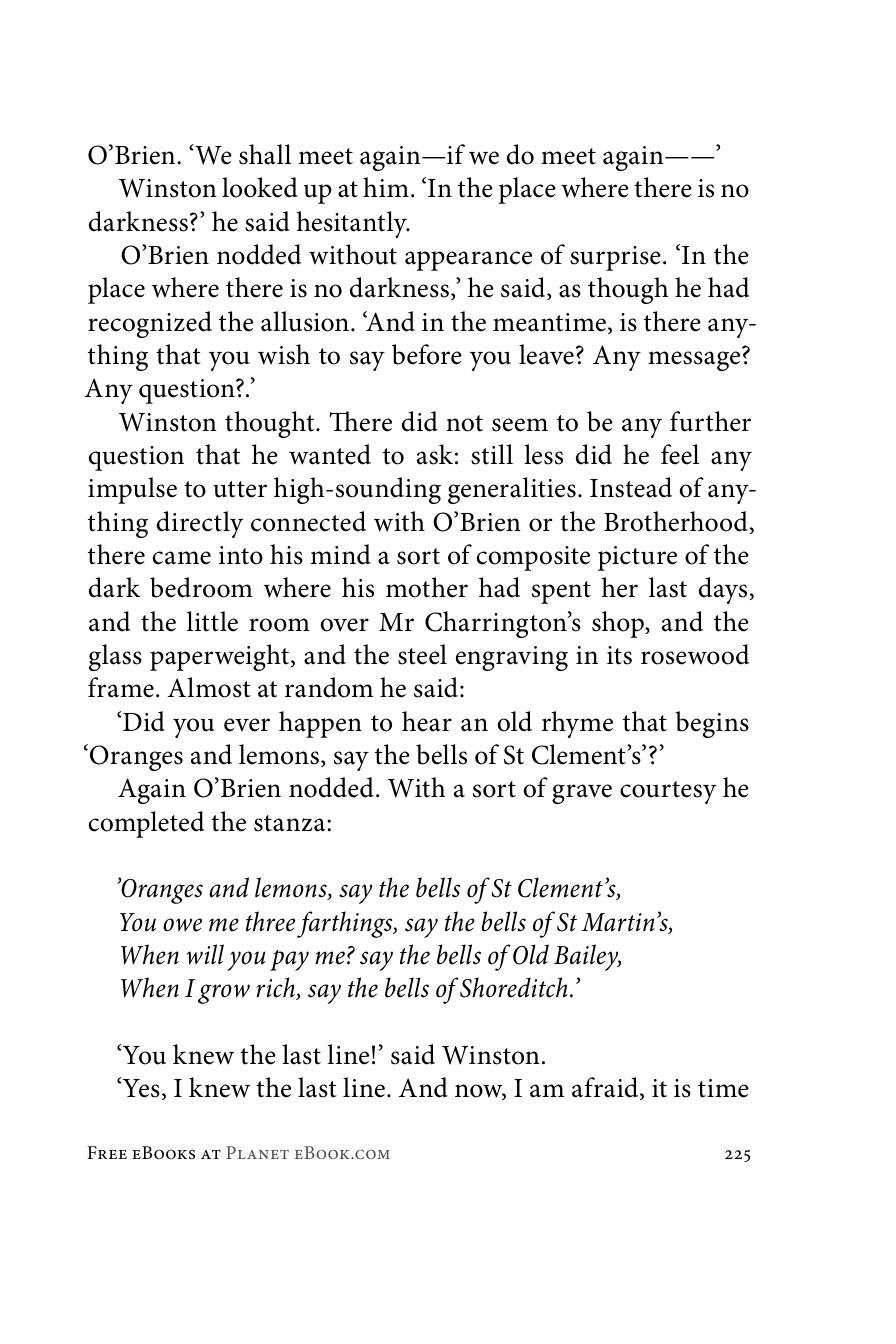 O’Brien. ‘We shall meet again—if we do meet again——’
Winston looked up at him. ‘In the place where there is no
darkness?’ he said hesitantly.
O’Brien nodded without appearance of surprise. ‘In the
place where there is no darkness,’ he said, as though he had
recognized the allusion. ‘And in the meantime, is there any-
thing that you wish to say before you leave? Any message?
Any question?.’
Winston thought. There did not seem to be any further
question that he wanted to ask: still less did he feel any
impulse to utter high-sounding generalities. Instead of any-
thing directly connected with O’Brien or the Brotherhood,
there came into his mind a sort of composite picture of the
dark bedroom where his mother had spent her last days,
and the little room over Mr Charrington’s shop, and the
glass paperweight, and the steel engraving in its rosewood
frame. Almost at random he said:
‘Did you ever happen to hear an old rhyme that begins
‘Oranges and lemons, say the bells of St Clement’s’?’
Again O’Brien nodded. With a sort of grave courtesy he
completed the stanza:
’Oranges and lemons, say the bells of St Clement’s,
You owe me three farthings, say the bells of St Martin’s,
When will you pay me? say the bells of Old Bailey,
When I grow rich, say the bells of Shoreditch.’
‘You knew the last line!’ said Winston.
‘Yes, I knew the last line. And now, I am afraid, it is time
Free eBooks at Planet eBook.com 225